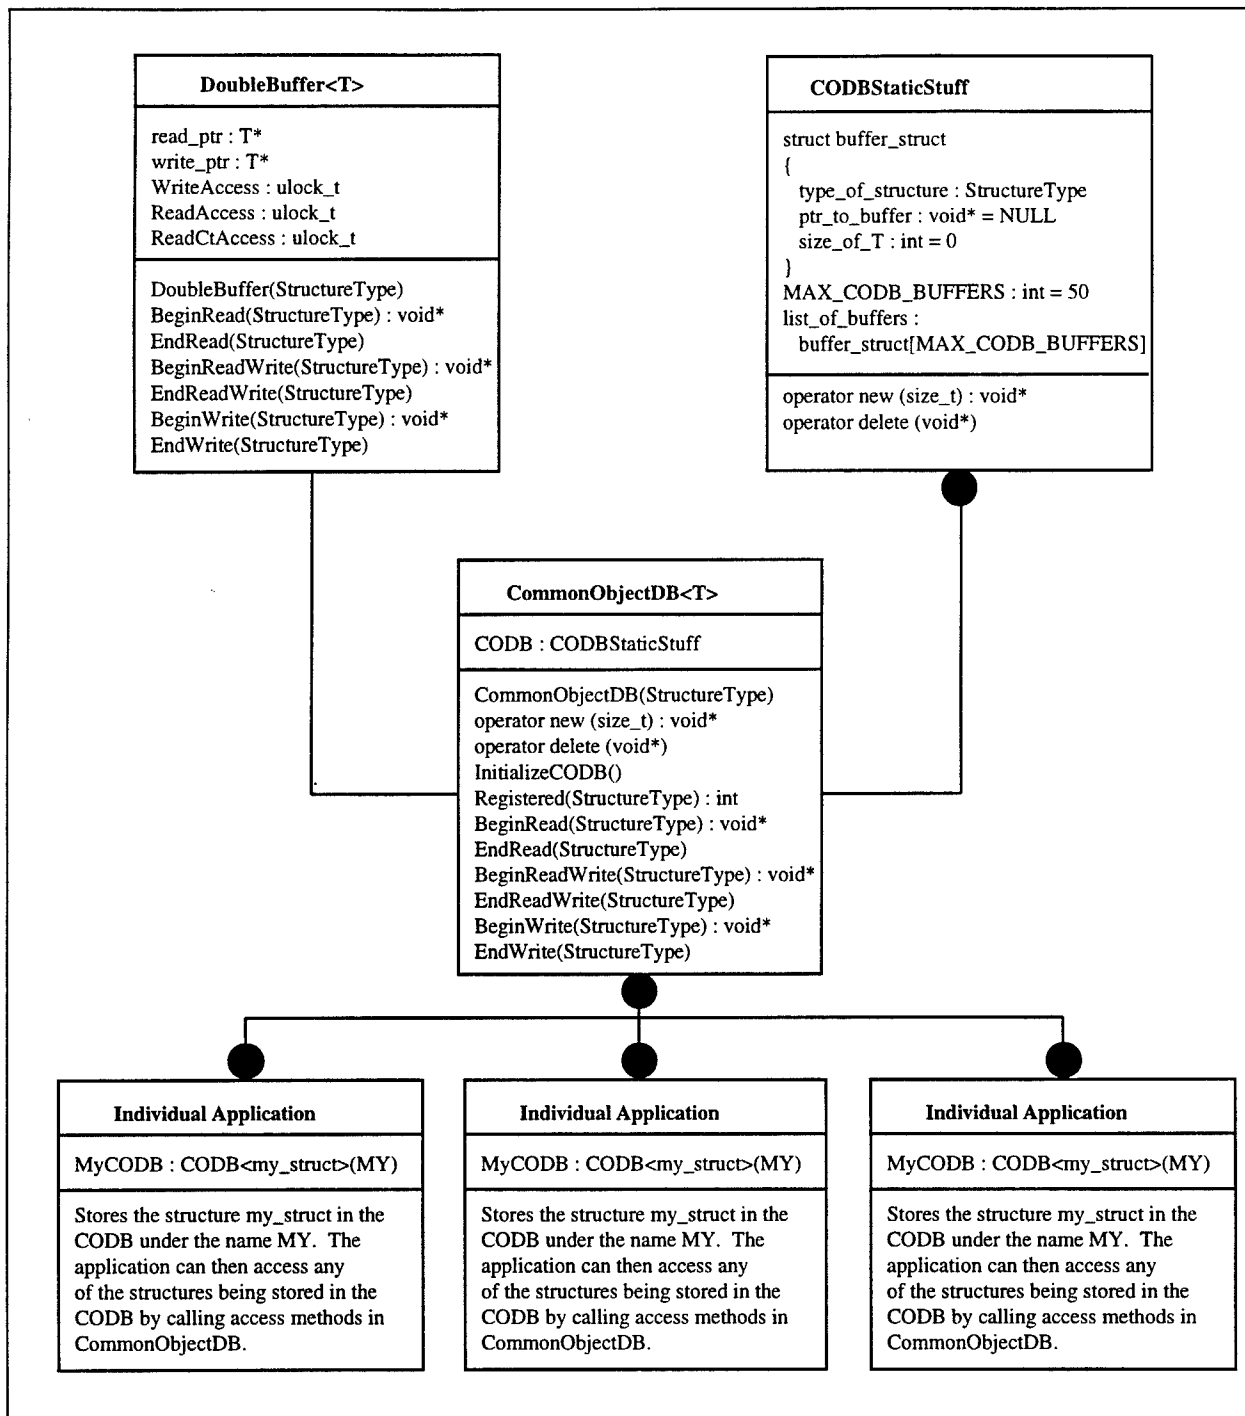 DoubleBuffer<T>
read_ptr : T*
write_ptr : T*
WriteAccess : ulock_t
ReadAccess : ulock_t
ReadCtAccess : ulock_t
DoubleBuffer(StructureType)
BeginRead(StructureType) : void*
EndRead(StructureType)
BeginReadWrite(StructureType) : void*
EndReadWrite(StructureType)
BeginWrite(StructureType) : void*
EndWrite(StructureType)
CODBStaticStuff
struct buffer_struct
{
type_of_structure : StructureType
ptr_to_buffer : void* = NULL
size_of_T : int = 0
}
MAX_CODB_BUFFERS : int = 50
list_of_buffers :
buffer_struct[MAX_CODB_BUFFERS]
operator new (size_t) : void*
operator delete (void*)
CommonObjectDB<T>
CODB : CODBStaticStuff
CommonObjectDB(StructureType)
operator new (size_t) : void*
operator delete (void*)
InitializeCODB()
Registered(StructureType) : int
BeginRead(StructureType) : void*
EndRead(StructureType)
BeginReadWrite(StructureType) : void*
EndReadWrite(StructureType)
BeginWrite(StructureType) : void*
EndWrite(StructureType)
Individual Application
MyCODB : CODB<my_struct>(MY)
Stores the structure my_struct in the
CODB under the name MY.  The
application can then access any
of the structures being stored in the
CODB by calling access methods in
CommonObjectDB.
Individual Application
MyCODB : CODB<my_struct>(MY)
Stores the structure my_struct in the
CODB under the name MY.  The
application can then access any
of the structures being stored in the
CODB by calling access methods in
CommonObjectDB.
Individual Application
MyCODB : CODB<my_struct>(MY)
Stores the structure my_struct in the
CODB under the name MY.  The
application can then access any
of the structures being stored in the
CODB by calling access methods in
CommonObjectDB.